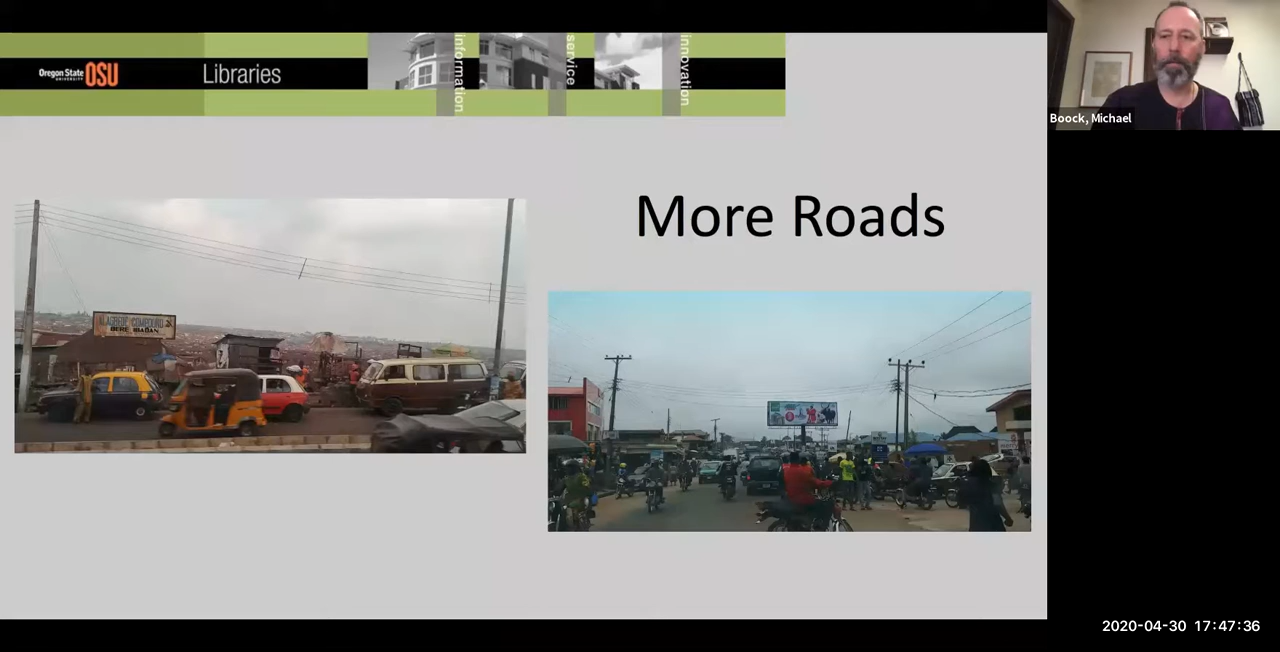 Oregon State
UNIVERSITY
OSU
Libraries
information
service
innovation
Boock, Michael
More Roads
COMPOUND
BERE IBADAN
2020-04-30 17:47:36